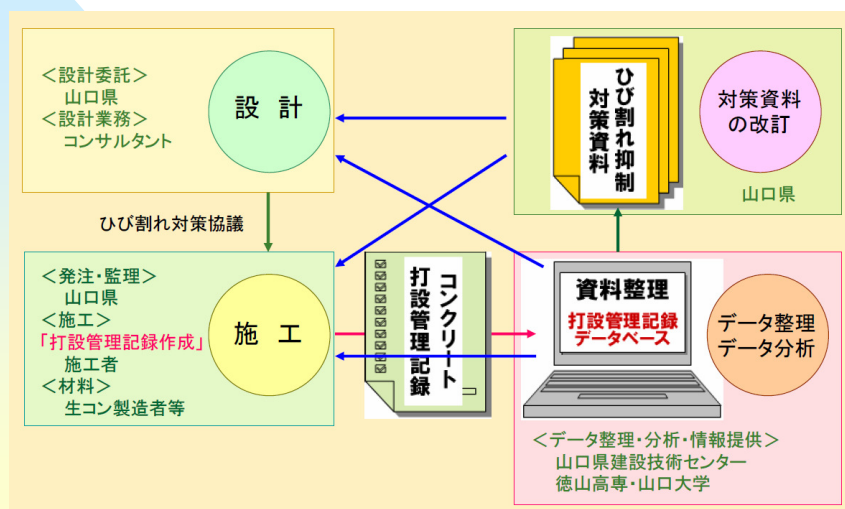 ＜設計委託＞
山口県
＜設計業務＞
コンサルタント
設 計
ひび割れ抑制
対策資料
対策資料
の改訂
山口県
ひび割れ対策協議
＜発注・監理＞
山口県
＜施工＞
「打設管理記録作成」
施工者
＜材料＞
生コン製造者等
施 工
コンクリート
打設管理記録
資料整理
打設管理記録
データベース
データ整理
データ分析
＜データ整理・分析・情報提供＞
山口県建設技術センター
徳山高専・山口大学